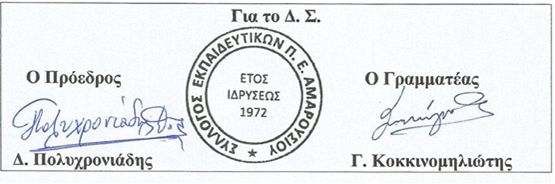 Για το Δ. Σ.
Ο Πρόεδρος
ΣΥΛΛΟΓΟΣ ΕΚΠΑΙΔΕΥΤΙΚΩΝ Π. Ε. ΑΜΑΡΟΥΣΙΟΥ
ΕΤΟΣ
ΙΔΡΥΣΕΩΣ
1972
Ο Γραμματέας
Δ. Πολυχρονιάδης
Γ. Κοκκινομηλιώτης